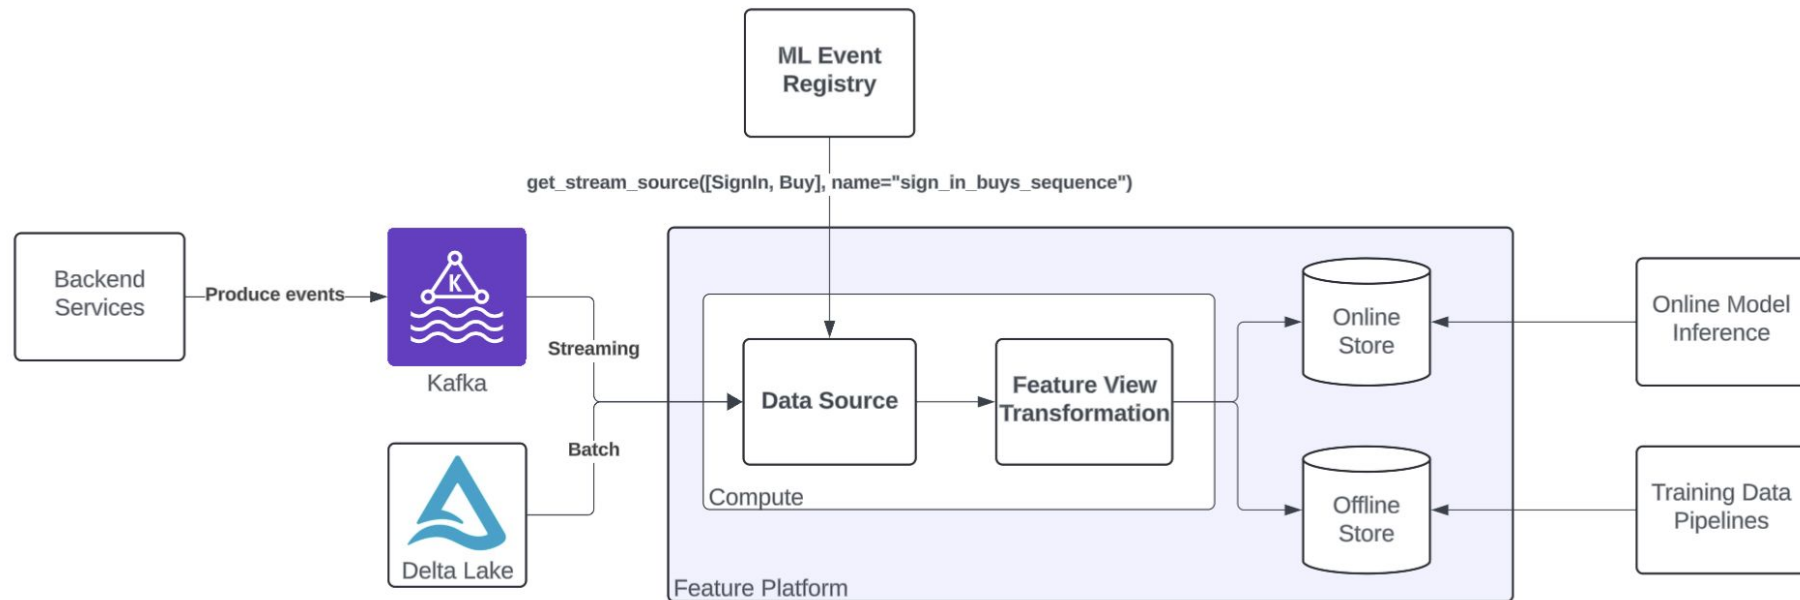 ML Event
Registry
get_stream_source([SignIn, Buy], name="sign_in_buys_sequence")
Backend
Services
Produce events
K
Kafka
Streaming
Batch
Delta Lake
Data Source
Feature View
Transformation
Compute
Feature Platform
Online
Store
Offline
Store
Online Model
Inference
Training Data
Pipelines